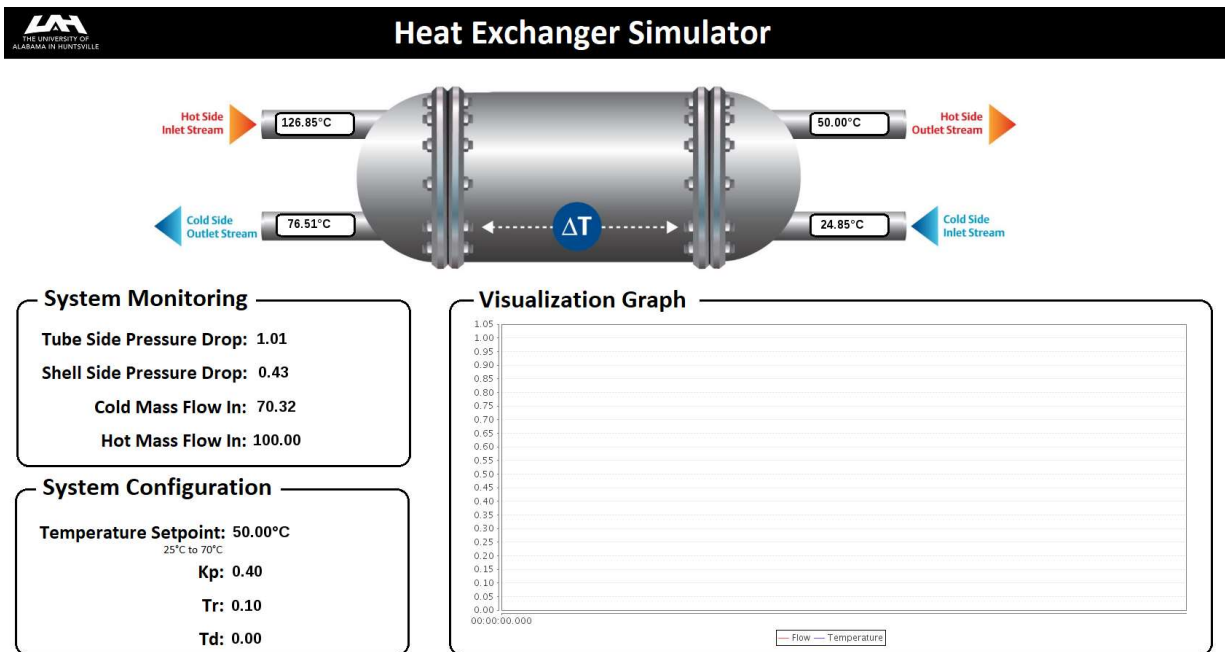 UAH
THE UNIVERSITY OF
ALABAMA IN HUNTSVILLE
Heat Exchanger Simulator
Hot Side
Inlet Stream
126.85°C
50.00°C
Hot Side
Outlet Stream
Cold Side
Outlet Stream
76.51°C
ΔT
24.85°C
Cold Side
Inlet Stream
System Monitoring
Tube Side Pressure Drop: 1.01
Shell Side Pressure Drop: 0.43
Cold Mass Flow In: 70.32
Hot Mass Flow In: 100.00
System Configuration
Temperature Setpoint: 50.00°C
25°C to 70°C
Kp: 0.40
Tr: 0.10
Td: 0.00
Visualization Graph
1.05
1.00
0.95
0.90
0.85
0.80
0.75
0.70
0.65
0.60
0.55
0.50
0.45
0.40
0.35
0.30
0.25
0.20
0.15
0.10
0.05
0.00
00:00:00.000
Flow Temperature